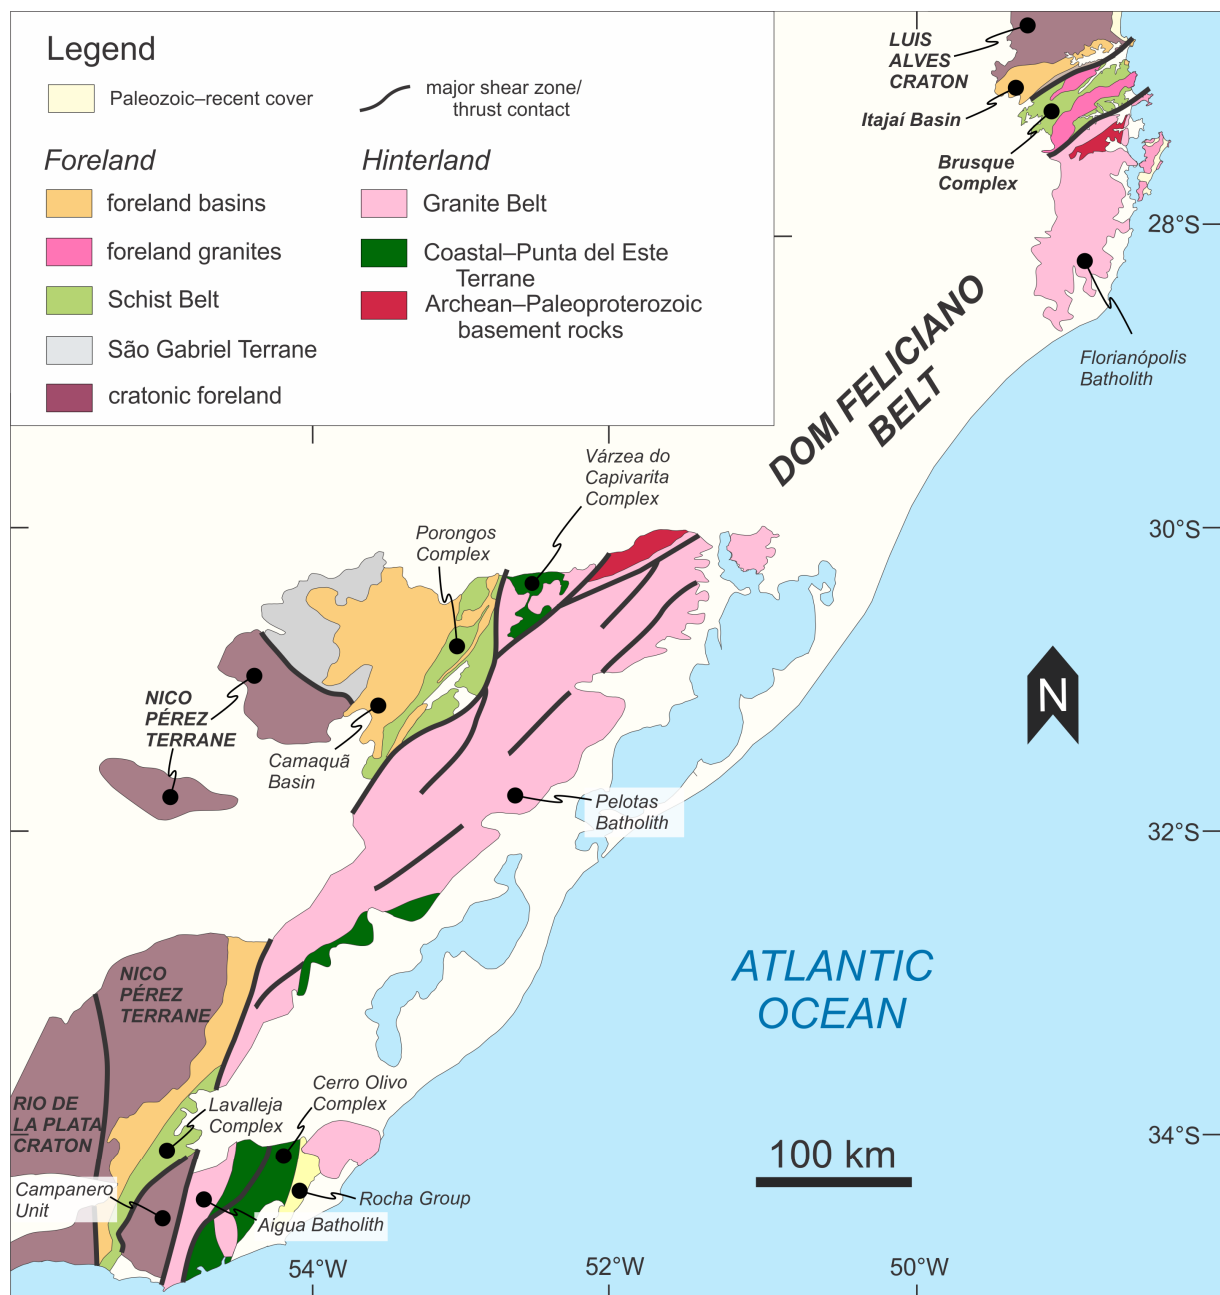 Legend
Paleozoic–recent cover
major shear zone/
thrust contact
Foreland
Hinterland
foreland basins
Granite Belt
foreland granites
Coastal–Punta del Este
Terrane
Schist Belt
Archean–Paleoproterozoic
basement rocks
São Gabriel Terrane
cratonic foreland
LUIS
ALVES
CRATON
Itajaí Basin
Brusque
Complex
28°S
Florianópolis
Batholith
DOM FELICIANO
BELT
Várzea do
Capivarita
Complex
Porongos
Complex
30°S
NICO
PÉREZ
TERRANE
Camaquã
Basin
N
Pelotas
Batholith
32°S
ATLANTIC
OCEAN
NICO
PÉREZ
TERRANE
RIO DE
LA PLATA
CRATON
Lavalleja
Complex
Cerro Olivo
Complex
34°S
100 km
Campanero
Unit
Rocha Group
Aigua Batholith
54°W
52°W
50°W